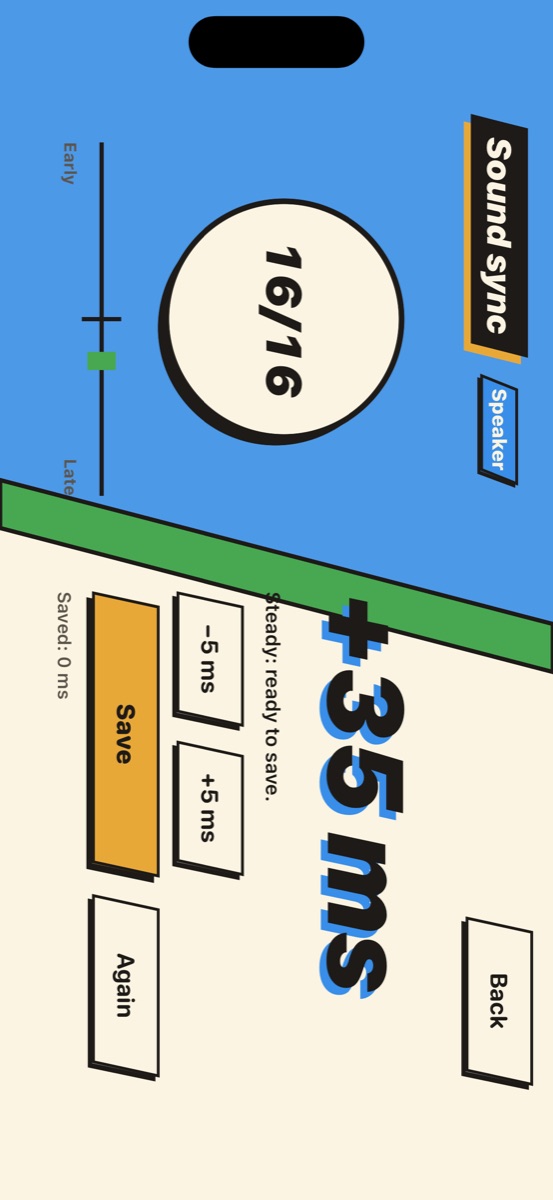 Sound sync
Speaker
Back
16/16
+35 ms
Steady: ready to save.
−5 ms
+5 ms
Early
Late
Save
Again
Saved: 0 ms